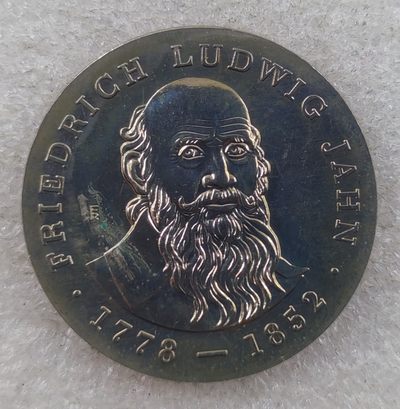 FRIEDRICH LUDWIG JAHN
· 1778 — 1852 ·